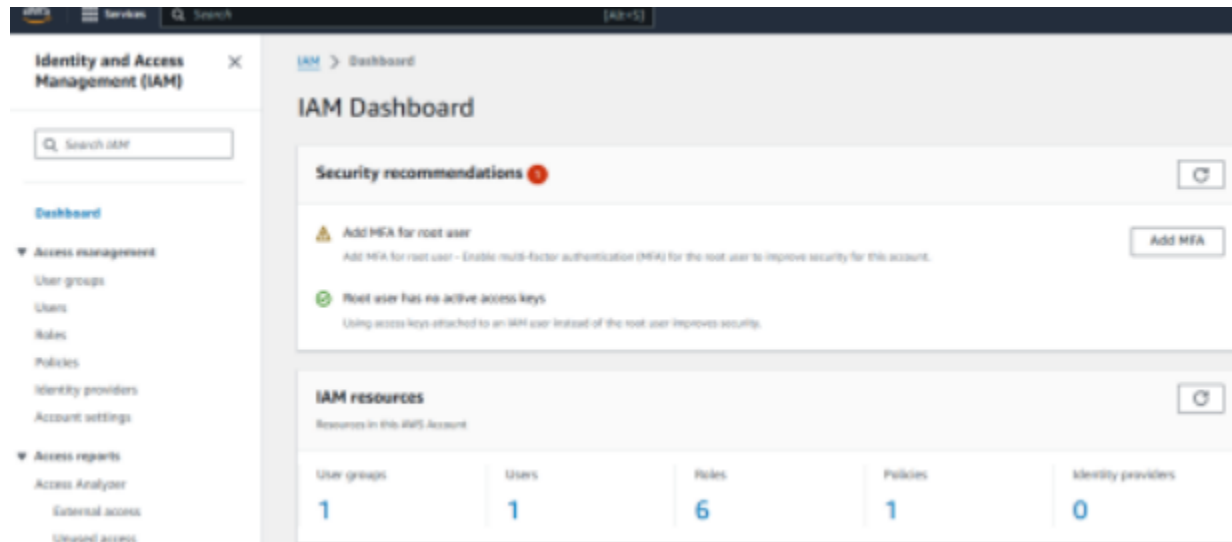 aws
Services
Search
[Alt+S]
Identity and Access
Management (IAM)
Search IAM
Dashboard
Access management
User groups
Users
Roles
Policies
Identity providers
Account settings
Access reports
Access Analyzer
External access
Unused access
IAM > Dashboard
IAM Dashboard
Security recommendations 1
Add MFA for root user
Add MFA
Add MFA for root user - Enable multi-factor authentication (MFA) for the root user to improve security for this account.
Root user has no active access keys
Using access keys attached to an IAM user instead of the root user improves security.
IAM resources
Resources in this AWS Account
User groups
1
Users
1
Roles
6
Policies
1
Identity providers
0